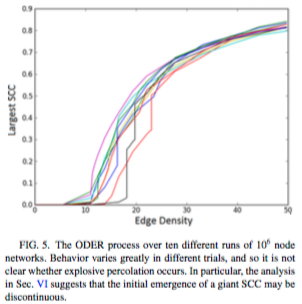 0.9
0.8
0.7
0.6
0.5
0.4
0.3
0.2
0.1
0.0
Largest SCC
0 10 20 30 40 50
Edge Density
FIG. 5. The ODER process over ten different runs of 10⁶ node
networks. Behavior varies greatly in different trials, and so it is not
clear whether explosive percolation occurs. In particular, the analysis
in Sec. VI suggests that the initial emergence of a giant SCC may be
discontinuous.